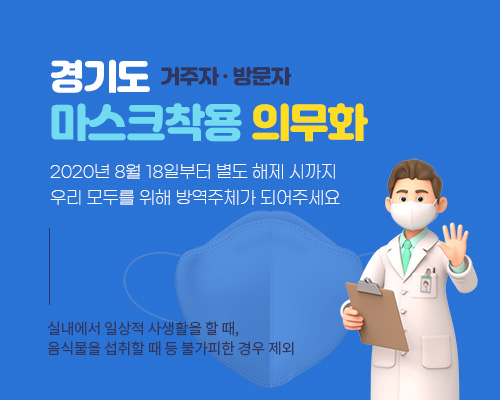 경기도 거주자 · 방문자
마스크착용 의무화
2020년 8월 18일부터 별도 해제 시까지
우리 모두를 위해 방역주체가 되어주세요
실내에서 일상적 사생활을 할 때,
음식물을 섭취할 때 등 불가피한 경우 제외